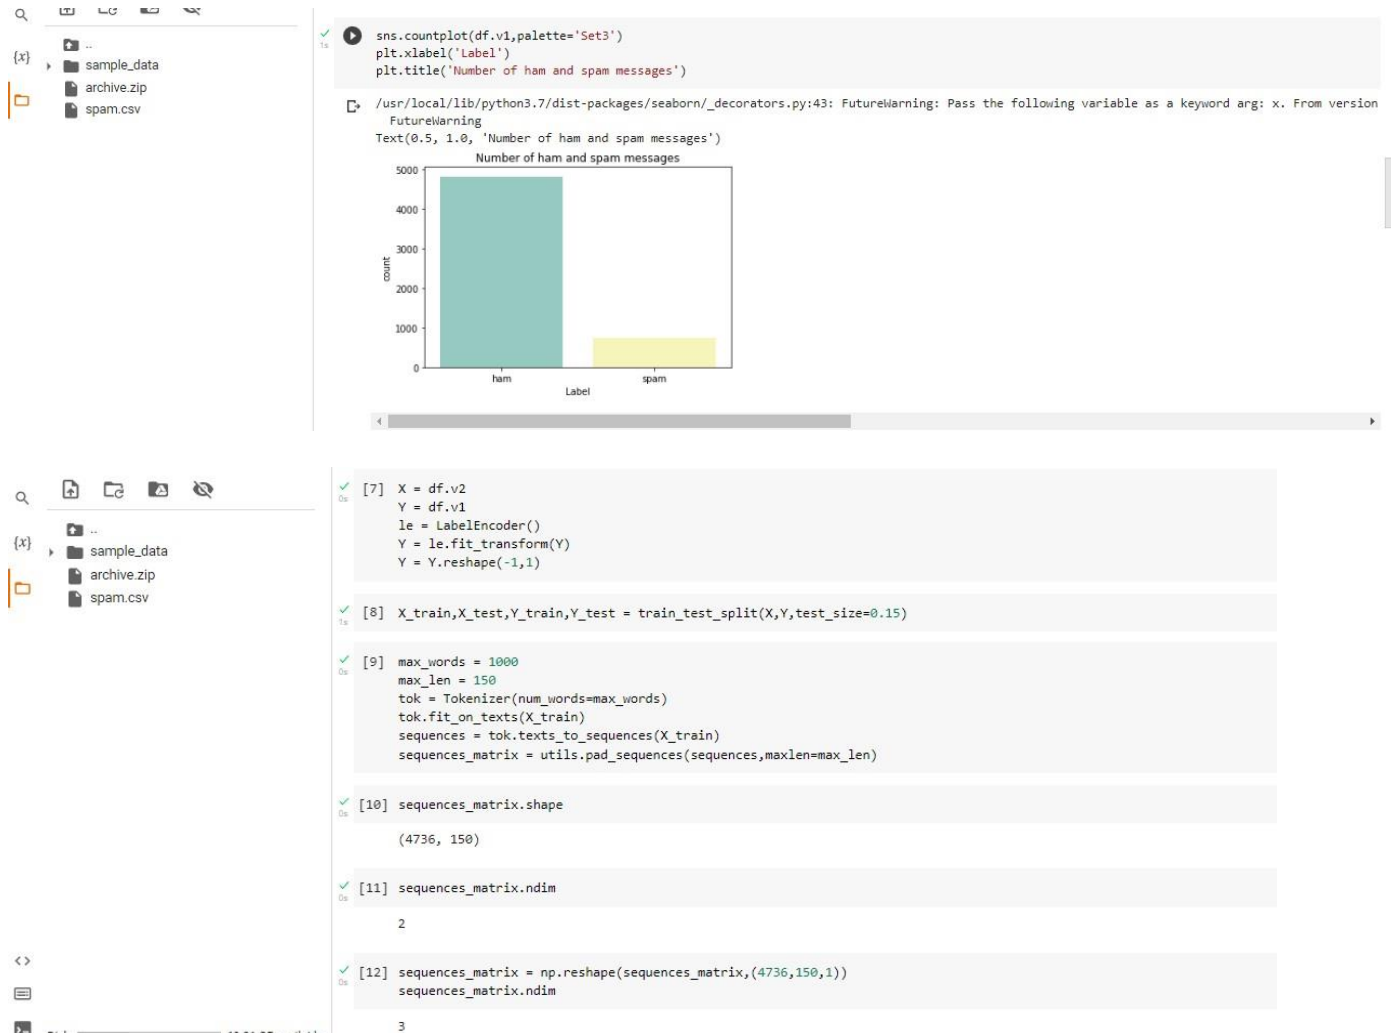 {x}
..
sample_data
archive.zip
spam.csv
1s
sns.countplot(df.v1,palette='Set3')
plt.xlabel('Label')
plt.title('Number of ham and spam messages')
/usr/local/lib/python3.7/dist-packages/seaborn/_decorators.py:43: FutureWarning: Pass the following variable as a keyword arg: x. From version
FutureWarning
Text(0.5, 1.0, 'Number of ham and spam messages')
Number of ham and spam messages
5000
4000
3000
2000
1000
0
count
ham
spam
Label
{x}
..
sample_data
archive.zip
spam.csv
0s
[7] X = df.v2
Y = df.v1
le = LabelEncoder()
Y = le.fit_transform(Y)
Y = Y.reshape(-1,1)
1s
[8] X_train,X_test,Y_train,Y_test = train_test_split(X,Y,test_size=0.15)
0s
[9] max_words = 1000
max_len = 150
tok = Tokenizer(num_words=max_words)
tok.fit_on_texts(X_train)
sequences = tok.texts_to_sequences(X_train)
sequences_matrix = utils.pad_sequences(sequences,maxlen=max_len)
0s
[10] sequences_matrix.shape
(4736, 150)
0s
[11] sequences_matrix.ndim
2
0s
[12] sequences_matrix = np.reshape(sequences_matrix,(4736,150,1))
sequences_matrix.ndim
3